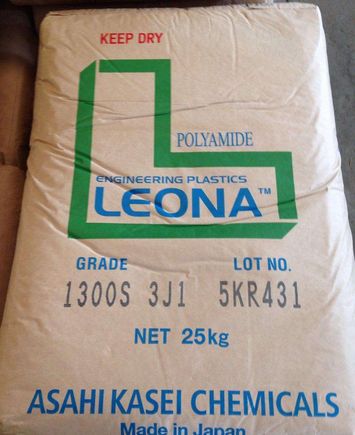 KEEP DRY
POLYAMIDE
ENGINEERING PLASTICS
LEONA™
GRADE LOT NO.
1300S 3J1 5KR431
NET 25kg
ASAHI KASEI CHEMICALS
Made in Japan